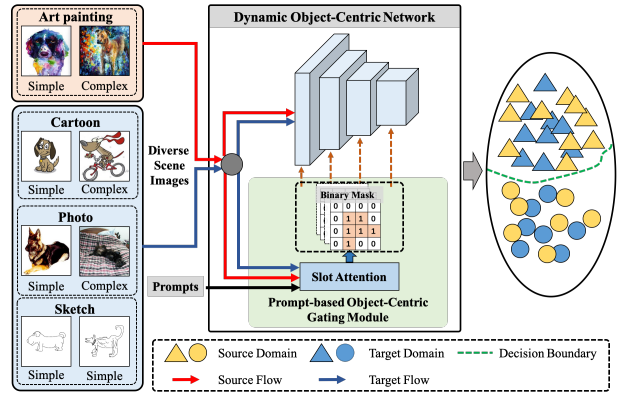 Art painting
Simple
Complex
Cartoon
Simple
Complex
Photo
Simple
Complex
Sketch
Simple
Simple
Diverse
Scene
Images
Prompts
Dynamic Object-Centric Network
Binary Mask
0 0 0 0
0 1 1 0
0 1 1 1
0 1 0 0
Slot Attention
Prompt-based Object-Centric
Gating Module
Source Domain
Target Domain
Decision Boundary
Source Flow
Target Flow